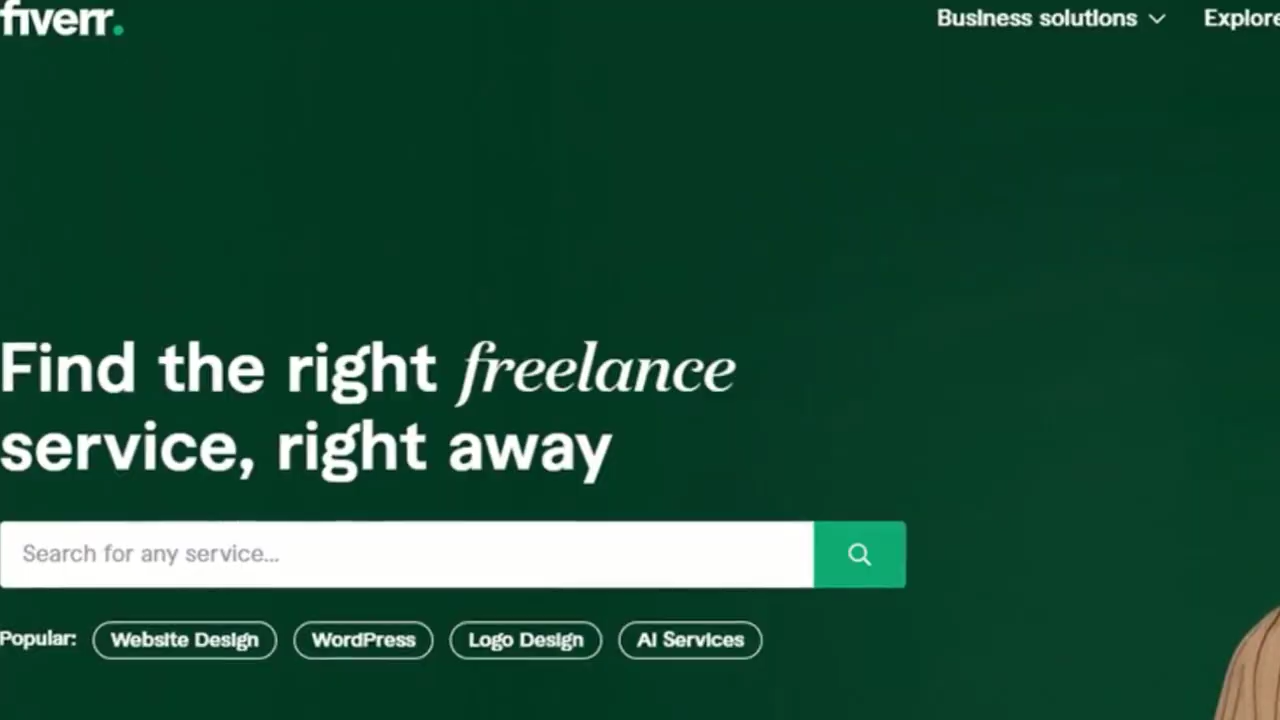 fiverr.
Business solutions
Explore
Find the right freelance
service, right away
Search for any service...
Popular:
Website Design
WordPress
Logo Design
AI Services